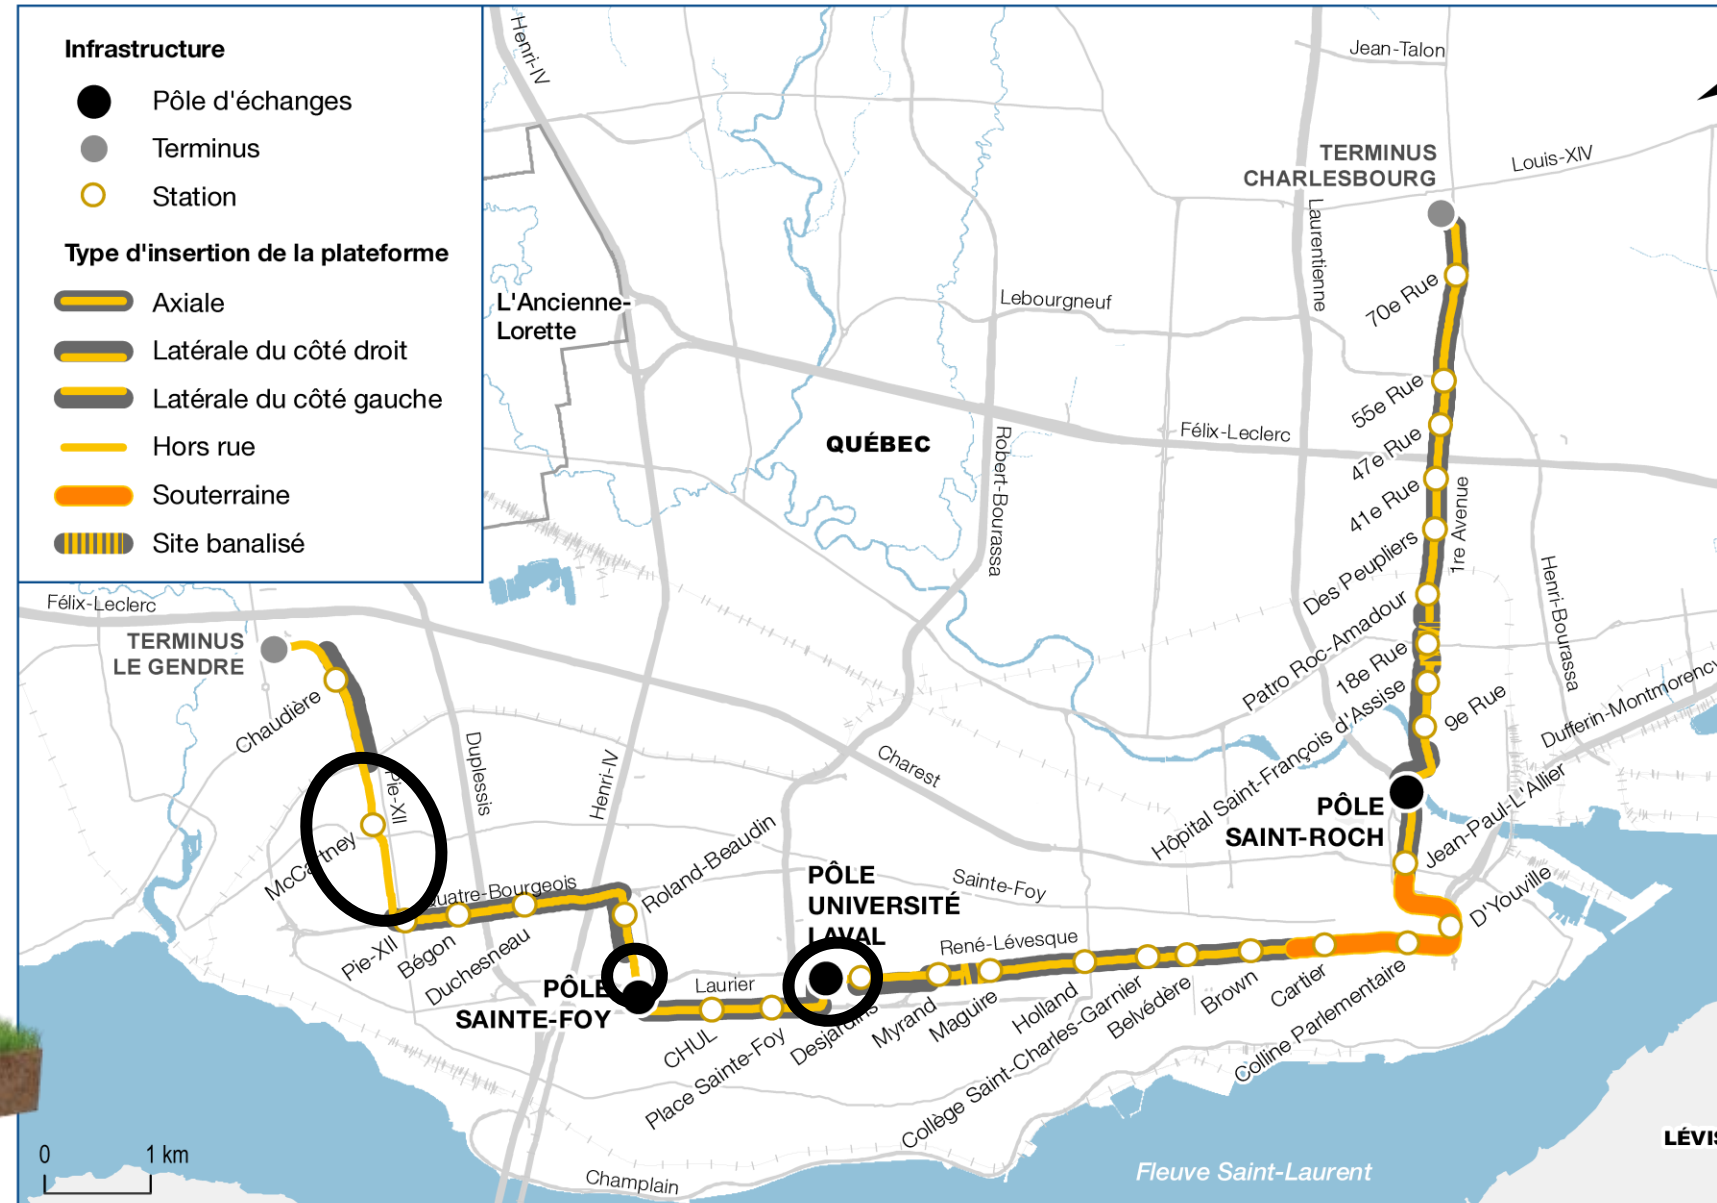 Infrastructure
Pôle d'échanges
Terminus
Station
Type d'insertion de la plateforme
Axiale
Latérale du côté droit
Latérale du côté gauche
Hors rue
Souterraine
Site banalisé
Henri-IV
Jean-Talon
TERMINUS
CHARLESBOURG
Louis-XIV
Laurentienne
L'Ancienne-
Lorette
Lebourgneuf
70e Rue
55e Rue
QUÉBEC
Félix-Leclerc
47e Rue
Robert-Bourassa
41e Rue
1re Avenue
Des Peupliers
Henri-Bourassa
Félix-Leclerc
TERMINUS
LE GENDRE
Patro Roc-Amadour
18e Rue
Hôpital Saint-François d'Assise
9e Rue
Dufferin-Montmorency
Chaudière
Pie-XII
Duplessis
Henri-IV
Charest
PÔLE
SAINT-ROCH
Jean-Paul-L'Allier
McCartney
Quatre-Bourgeois
Roland-Beaudin
PÔLE
UNIVERSITÉ
LAVAL
Sainte-Foy
D'Youville
René-Lévesque
Pie-XII
Bégon
Duchesneau
PÔLE
SAINTE-FOY
Laurier
CHUL
Place Sainte-Foy
Desjardins
Myrand
Maguire
Holland
Collège Saint-Charles-Garnier
Belvédère
Brown
Cartier
Colline Parlementaire
0 1 km
Champlain
Fleuve Saint-Laurent
LÉVIS